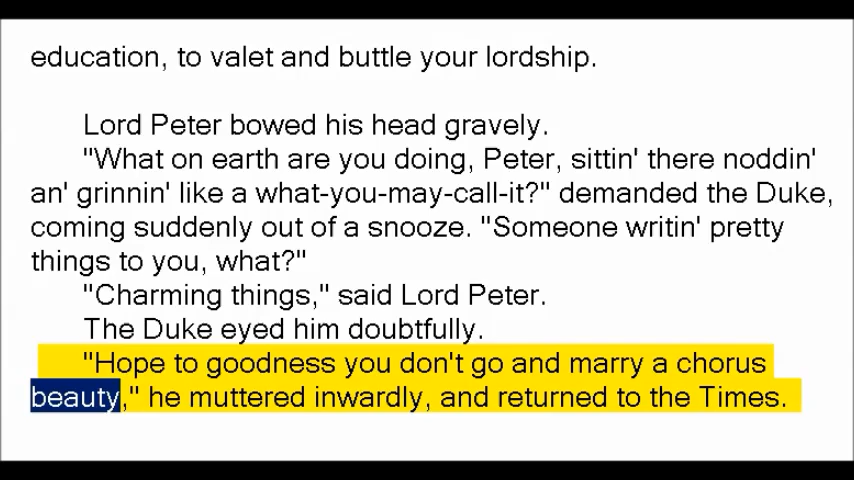 education, to valet and buttle your lordship.
Lord Peter bowed his head gravely.
"What on earth are you doing, Peter, sittin' there noddin'
an' grinnin' like a what-you-may-call-it?" demanded the Duke,
coming suddenly out of a snooze. "Someone writin' pretty
things to you, what?"
"Charming things," said Lord Peter.
The Duke eyed him doubtfully.
"Hope to goodness you don't go and marry a chorus
beauty," he muttered inwardly, and returned to the Times.